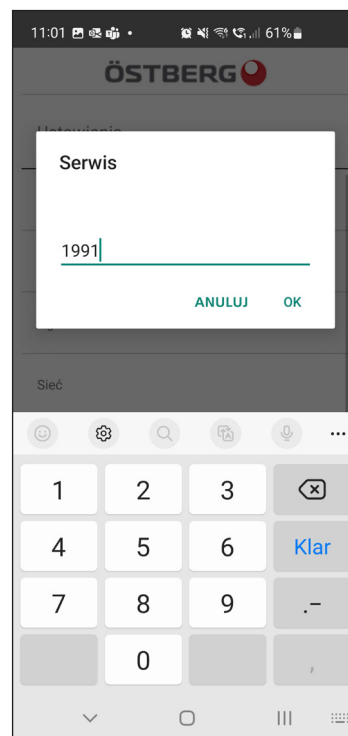 11:01 61%
ÖSTBERG
Ustawienia
Serwis
1991
ANULUJ OK
Sieć
1 2 3
4 5 6 Klar
7 8 9 .-
0 ,